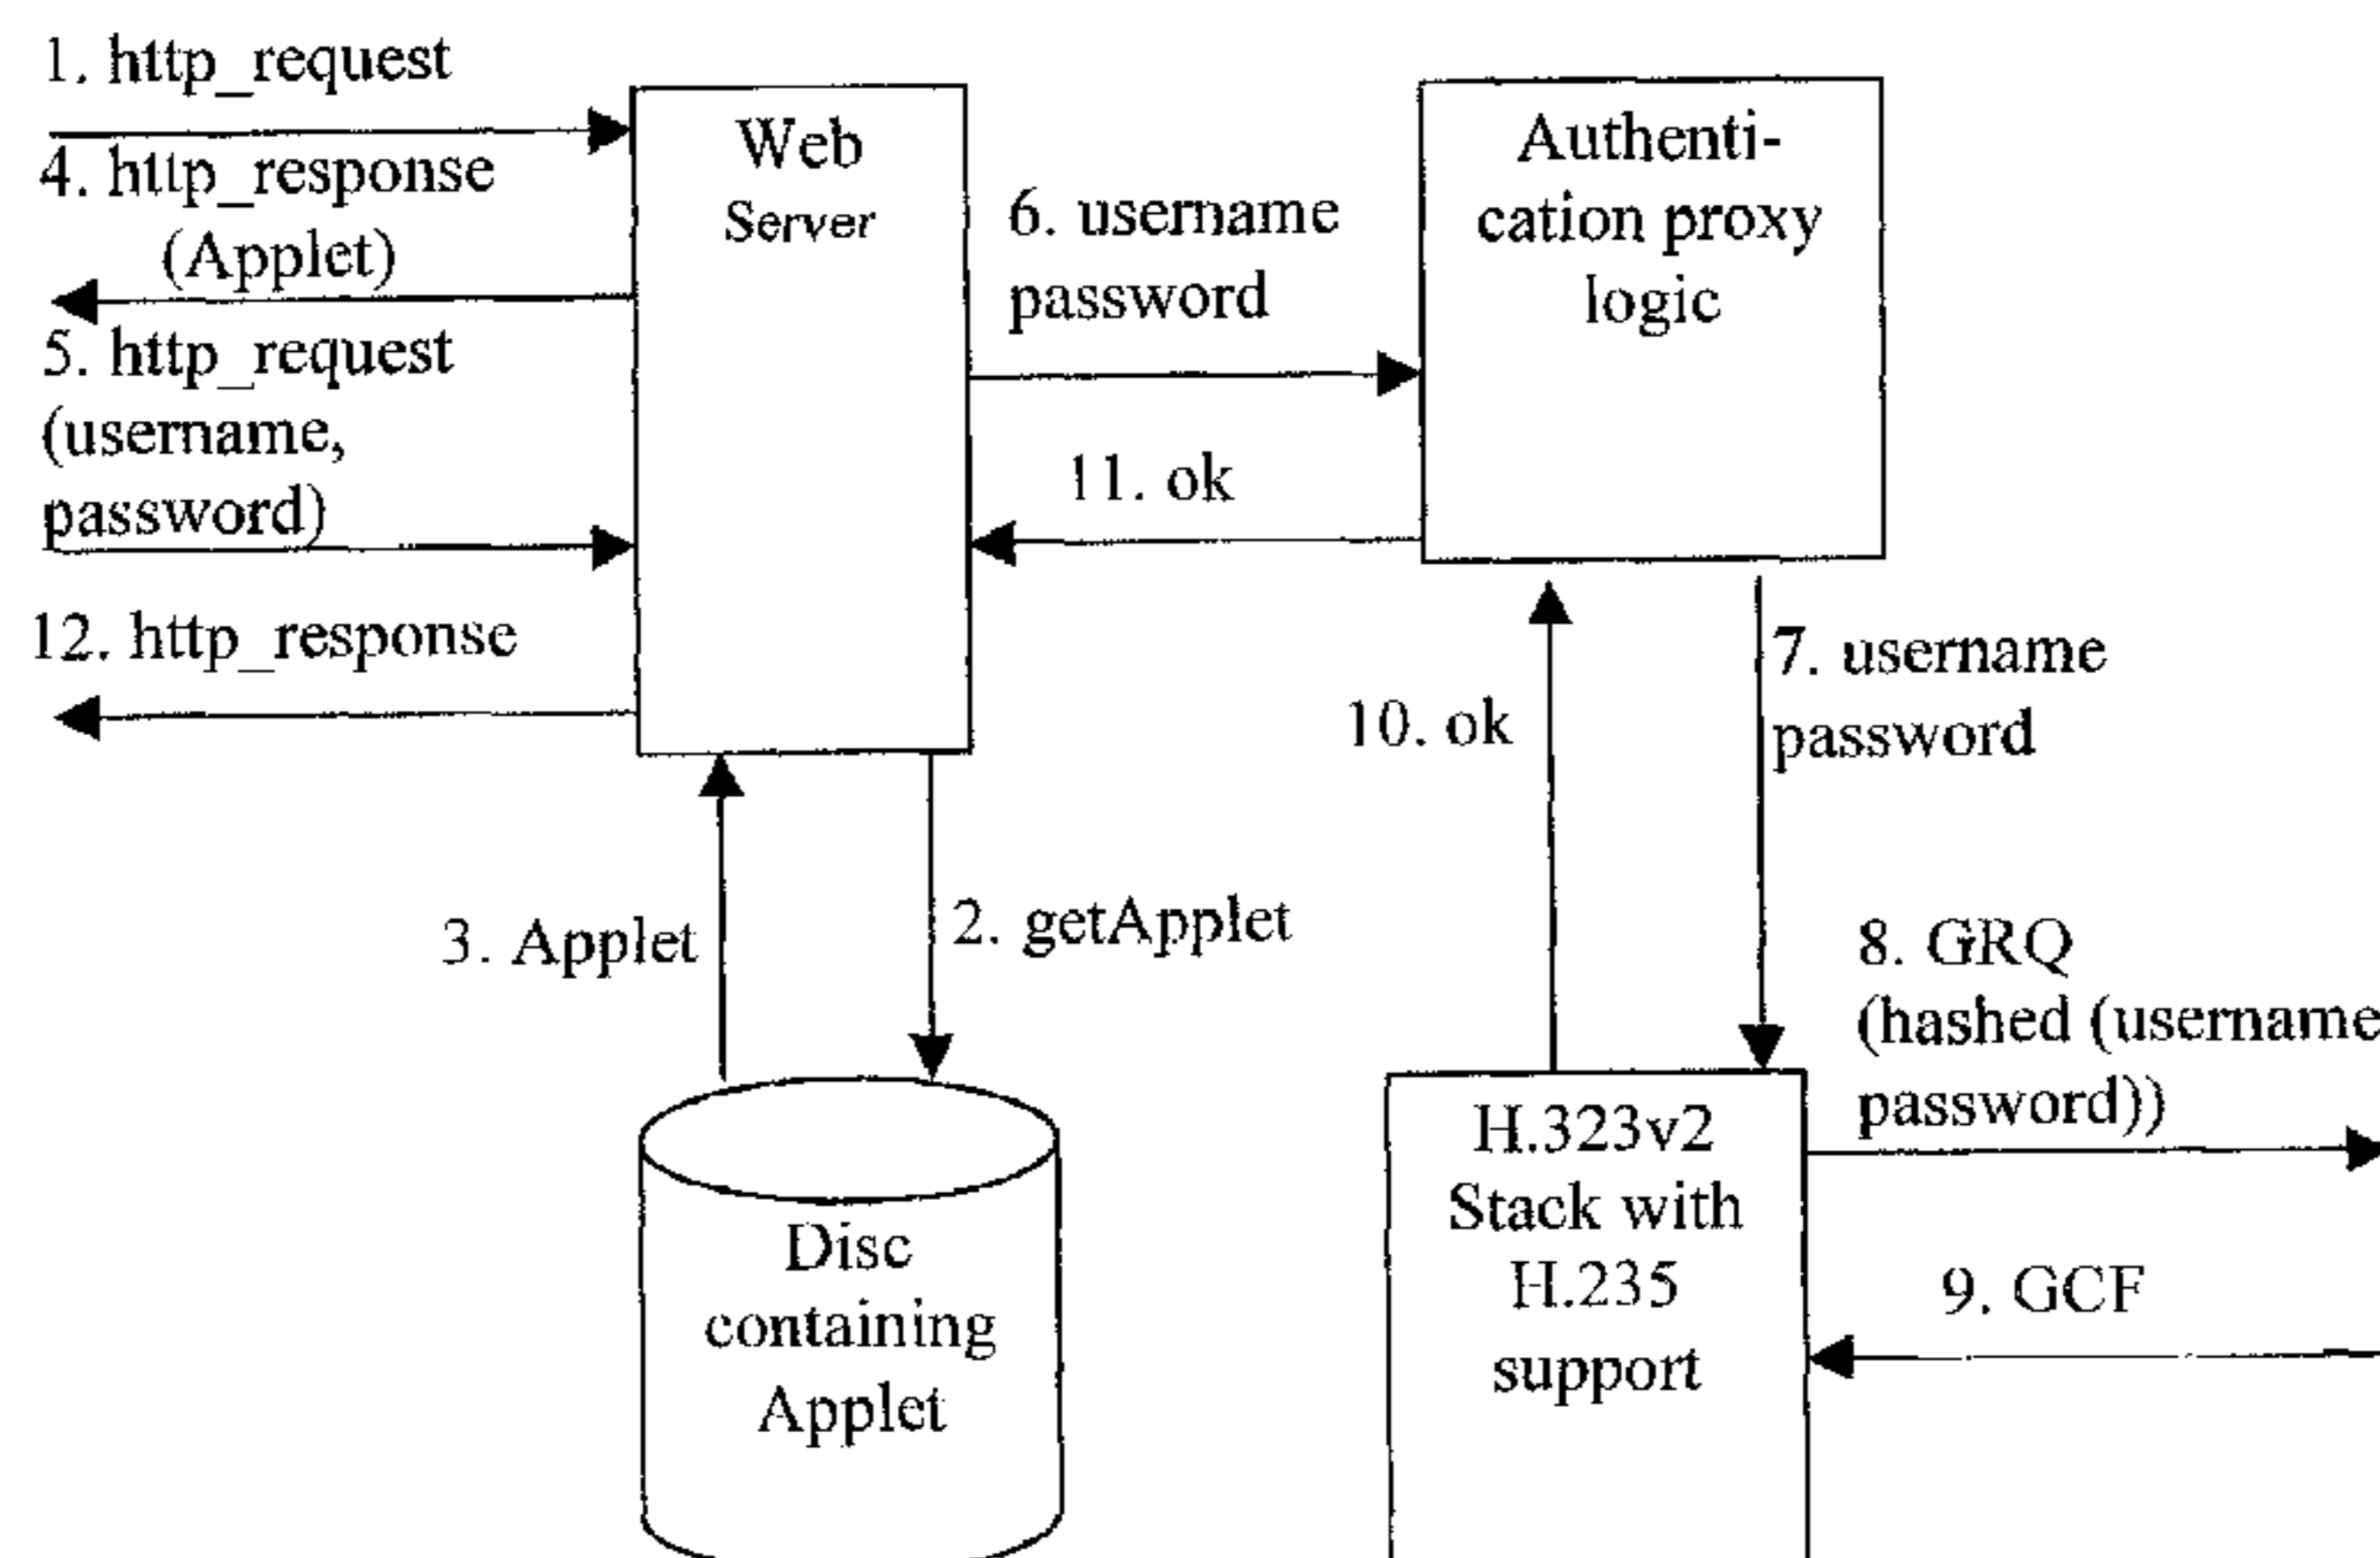 1. http_request
4. http_response
(Applet)
5. http_request
(username,
password)
12. http_response
Web
Server
6. username
password
11. ok
Authenti-
cation proxy
logic
10. ok
7. username
password
3. Applet
2. getApplet
8. GRQ
(hashed (username
password))
9. GCF
Disc
containing
Applet
H.323v2
Stack with
H.235
support